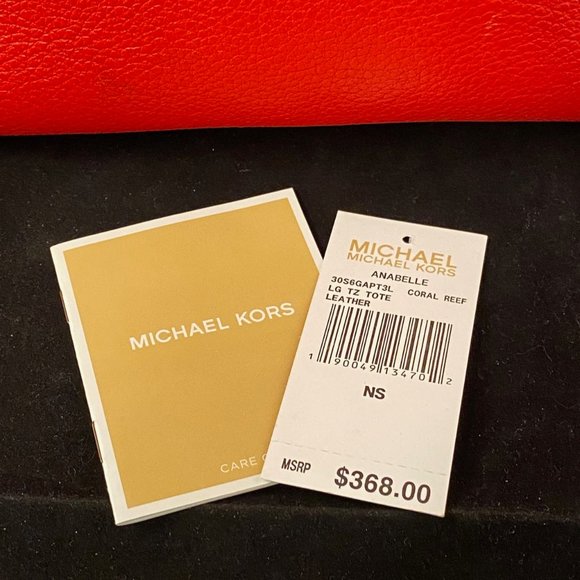 MICHAEL KORS
CARE
MICHAEL
MICHAEL KORS
ANABELLE
30S6GAPT3L CORAL REEF
LG TZ TOTE
LEATHER
1 90049 13470 2
NS
MSRP $368.00